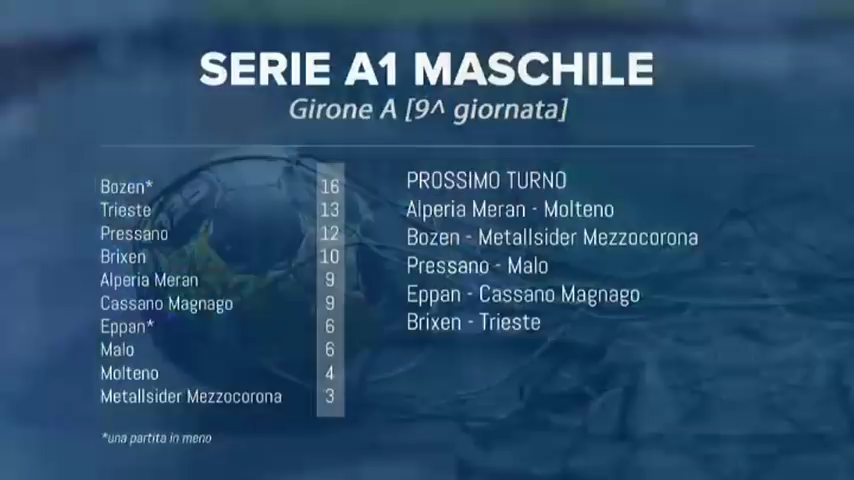 SERIE A1 MASCHILE
Girone A [9^ giornata]
Bozen* 16
Trieste 13
Pressano 12
Brixen 10
Alperia Meran 9
Cassano Magnago 9
Eppan* 6
Malo 6
Molteno 4
Metallsider Mezzocorona 3
*una partita in meno
PROSSIMO TURNO
Alperia Meran - Molteno
Bozen - Metallsider Mezzocorona
Pressano - Malo
Eppan - Cassano Magnago
Brixen - Trieste